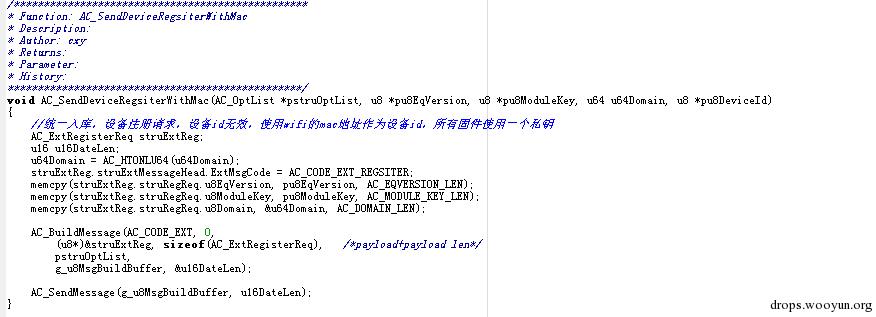 /*************************************************
* Function: AC_SendDeviceRegsiterWithMac
* Description:
* Author: cxy
* Returns:
* Parameter:
* History:
*************************************************/
void AC_SendDeviceRegsiterWithMac(AC_OptList *pstruOptList, u8 *pu8EqVersion, u8 *pu8ModuleKey, u64 u64Domain, u8 *pu8DeviceId)
{
//统一入库，设备注册请求，设备id无效，使用wifi的mac地址作为设备id，所有固件使用一个私钥
AC_ExtRegisterReq struExtReg;
u16 u16DateLen;
u64Domain = AC_HTONLU64(u64Domain);
struExtReg.struExtMessageHead.ExtMsgCode = AC_CODE_EXT_REGSITER;
memcpy(struExtReg.struRegReq.u8EqVersion, pu8EqVersion, AC_EQVERSION_LEN);
memcpy(struExtReg.struRegReq.u8ModuleKey, pu8ModuleKey, AC_MODULE_KEY_LEN);
memcpy(struExtReg.struRegReq.u8Domain, &u64Domain, AC_DOMAIN_LEN);
AC_BuildMessage(AC_CODE_EXT, 0,
(u8*)&struExtReg, sizeof(AC_ExtRegisterReq), /*payload+payload len*/
pstruOptList,
g_u8MsgBuildBuffer, &u16DateLen);
AC_SendMessage(g_u8MsgBuildBuffer, u16DateLen);
}
drops.wooyun.org